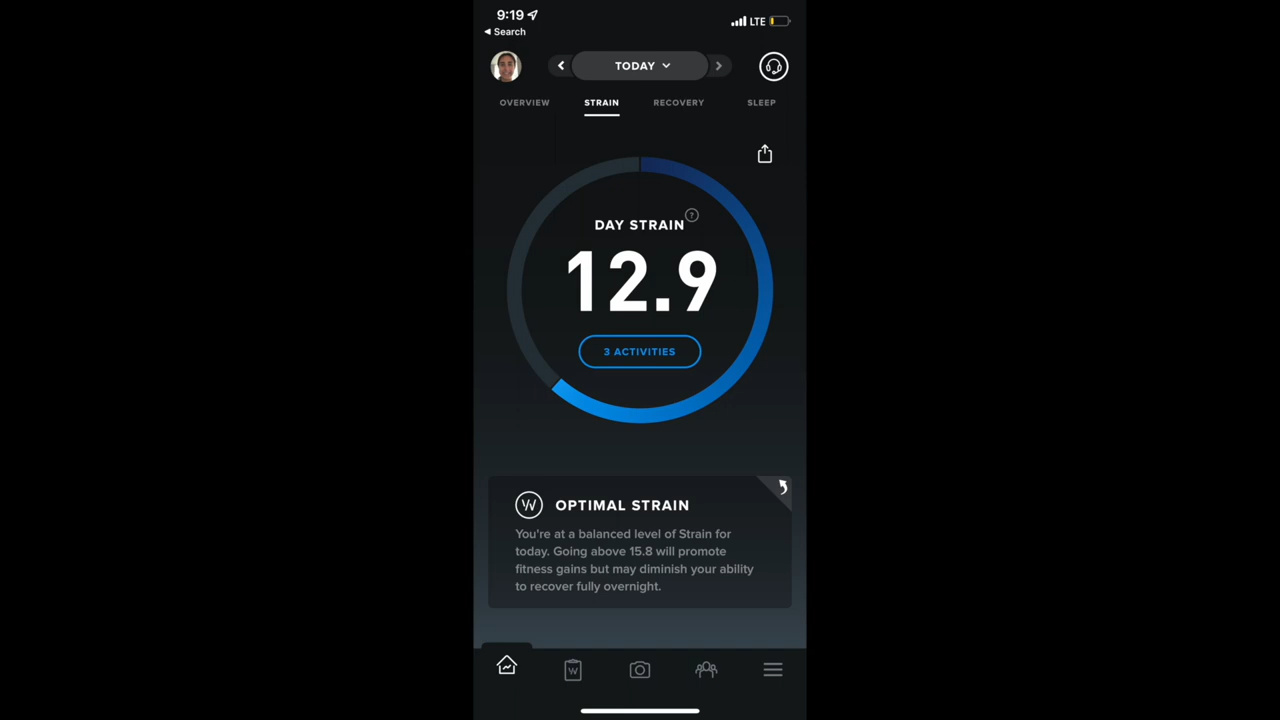 9:19
LTE
◀ Search
TODAY
OVERVIEW STRAIN RECOVERY SLEEP
DAY STRAIN ?
12.9
3 ACTIVITIES
W OPTIMAL STRAIN
You're at a balanced level of Strain for
today. Going above 15.8 will promote
fitness gains but may diminish your ability
to recover fully overnight.
W